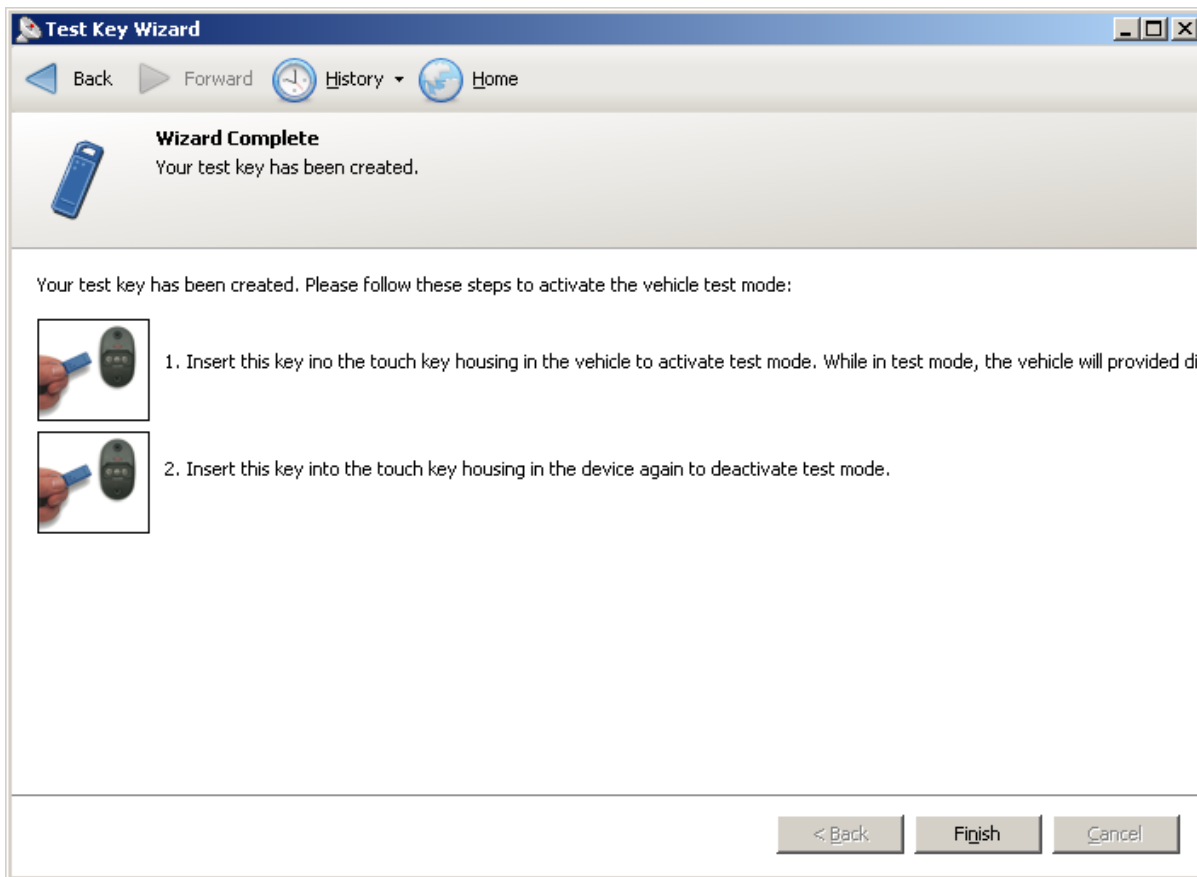 Test Key Wizard
Back Forward History Home
Wizard Complete
Your test key has been created.
Your test key has been created. Please follow these steps to activate the vehicle test mode:
1. Insert this key ino the touch key housing in the vehicle to activate test mode. While in test mode, the vehicle will provided di
2. Insert this key into the touch key housing in the device again to deactivate test mode.
< Back Finish Cancel